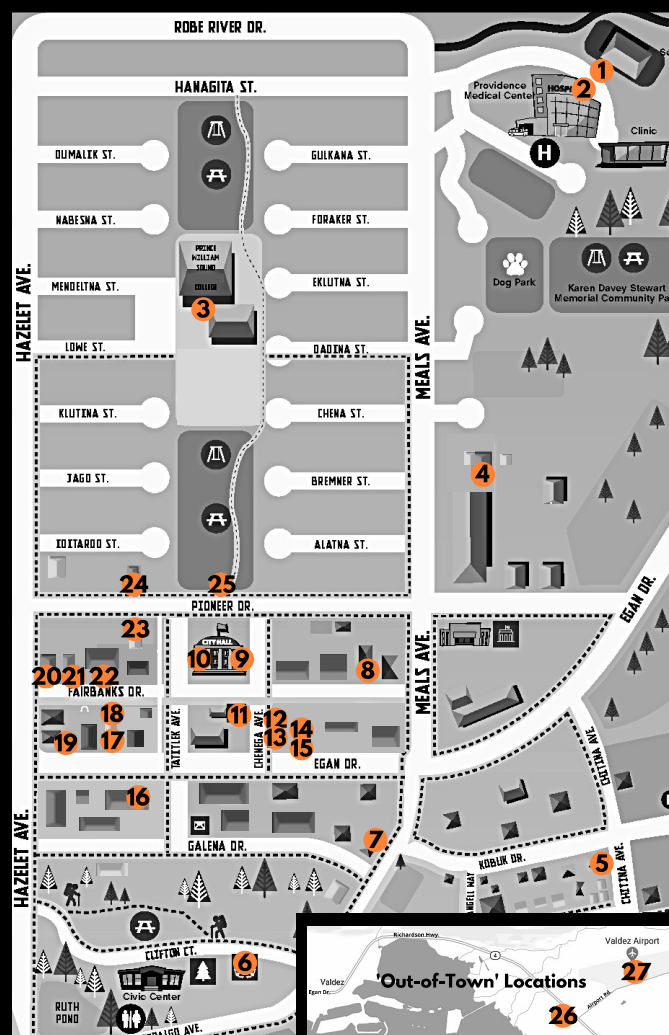 ROBE RIVER DR.
HANAGITA ST.
Providence
Medical Center
HOSP
1
2
Clinic
H
OUMALIK ST.
GULKANA ST.
NABESNA ST.
FORAKER ST.
PRINCE
WILLIAM
SOUND
COLLEGE
3
MENDELTNA ST.
EKLUTNA ST.
Dog Park
Karen Davey Stewart
Memorial Community Pa
HAZELET AVE.
MEALS AVE.
LOWE ST.
DADINA ST.
KLUTINA ST.
CHENA ST.
JAGO ST.
BREMNER ST.
4
IDITAROD ST.
ALATNA ST.
24
25
PIONEER DR.
EGAN DR.
23
CITY HALL
10
9
8
20
21
22
FAIRBANKS DR.
MEALS AVE.
18
11
12
14
19
17
13
15
TATITLEK AVE.
CHENEGA AVE.
EGAN DR.
CHITINA AVE.
16
HAZELET AVE.
7
GALENA DR.
KOBUK DR.
5
ANGELL WAY
CHITINA AVE.
CLIFTON CT.
6
Civic Center
RUTH
POND
Richardson Hwy.
4
Valdez Airport
Valdez
Egan Dr.
'Out-of-Town' Locations
27
26
Airport Rd.